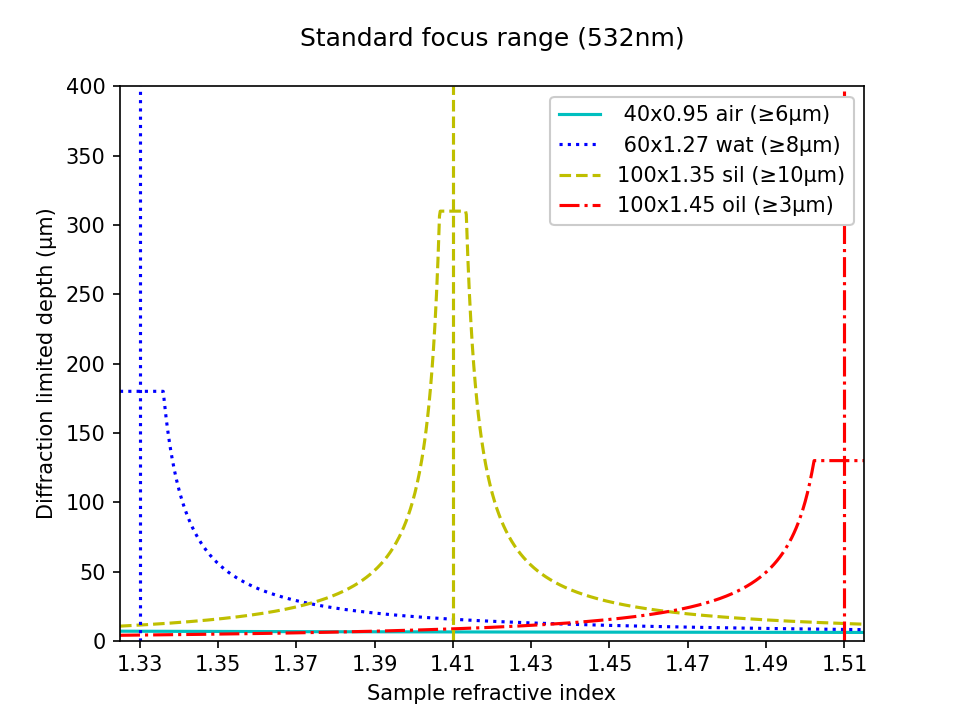 Standard focus range (532nm)
Diffraction limited depth (μm)
400
350
300
250
200
150
100
50
0
40x0.95 air (≥6μm)
60x1.27 wat (≥8μm)
100x1.35 sil (≥10μm)
100x1.45 oil (≥3μm)
1.33 1.35 1.37 1.39 1.41 1.43 1.45 1.47 1.49 1.51
Sample refractive index